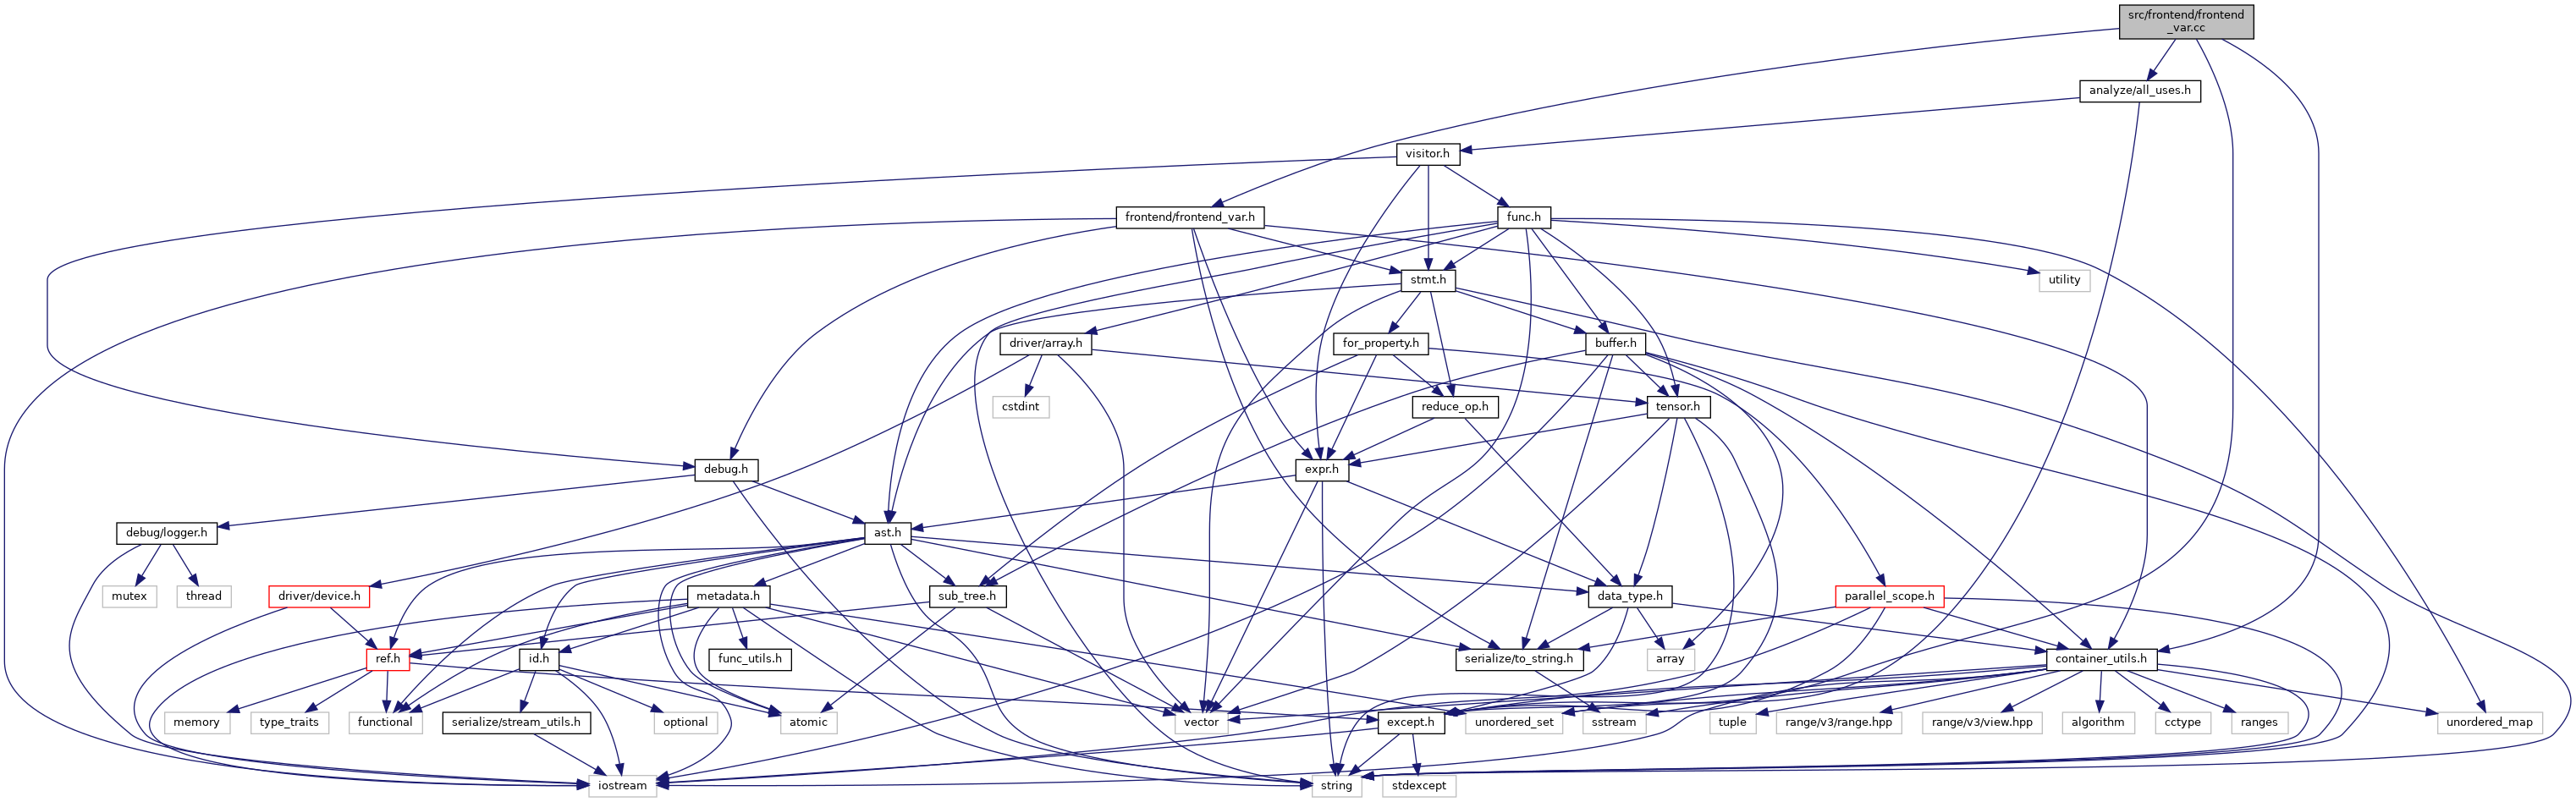 src/frontend/frontend
_var.cc
analyze/all_uses.h
visitor.h
frontend/frontend_var.h
func.h
stmt.h
utility
driver/array.h
for_property.h
buffer.h
cstdint
reduce_op.h
tensor.h
debug.h
expr.h
debug/logger.h
ast.h
mutex
thread
driver/device.h
metadata.h
sub_tree.h
data_type.h
parallel_scope.h
ref.h
id.h
func_utils.h
serialize/to_string.h
array
container_utils.h
memory
type_traits
functional
serialize/stream_utils.h
optional
atomic
vector
except.h
unordered_set
sstream
tuple
range/v3/range.hpp
range/v3/view.hpp
algorithm
cctype
ranges
unordered_map
iostream
string
stdexcept